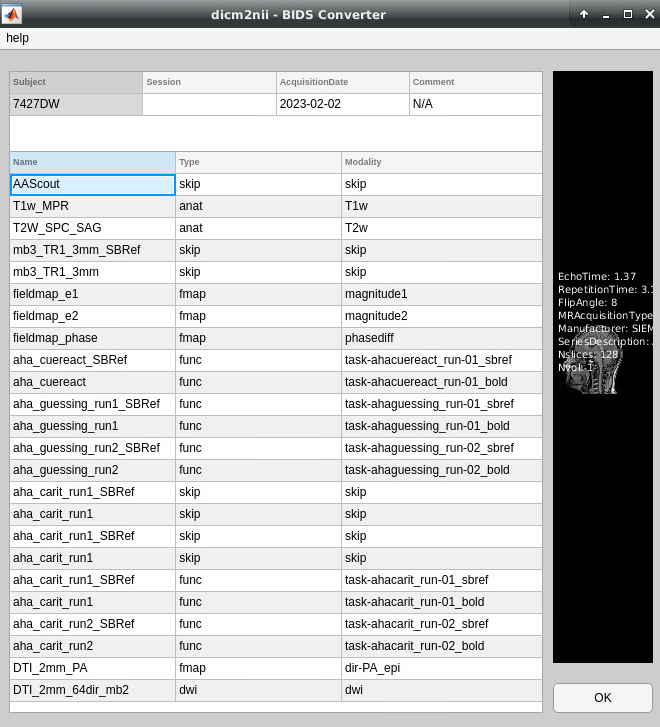 dicm2nii - BIDS Converter
help
Subject Session AcquisitionDate Comment
7427DW 2023-02-02 N/A
Name Type Modality
AAScout skip skip
T1w_MPR anat T1w
T2W_SPC_SAG anat T2w
mb3_TR1_3mm_SBRef skip skip
mb3_TR1_3mm skip skip
fieldmap_e1 fmap magnitude1
fieldmap_e2 fmap magnitude2
fieldmap_phase fmap phasediff
aha_cuereact_SBRef func task-ahacuereact_run-01_sbref
aha_cuereact func task-ahacuereact_run-01_bold
aha_guessing_run1_SBRef func task-ahaguessing_run-01_sbref
aha_guessing_run1 func task-ahaguessing_run-01_bold
aha_guessing_run2_SBRef func task-ahaguessing_run-02_sbref
aha_guessing_run2 func task-ahaguessing_run-02_bold
aha_carit_run1_SBRef skip skip
aha_carit_run1 skip skip
aha_carit_run1_SBRef skip skip
aha_carit_run1 skip skip
aha_carit_run1_SBRef func task-ahacarit_run-01_sbref
aha_carit_run1 func task-ahacarit_run-01_bold
aha_carit_run2_SBRef func task-ahacarit_run-02_sbref
aha_carit_run2 func task-ahacarit_run-02_bold
DTI_2mm_PA fmap dir-PA_epi
DTI_2mm_64dir_mb2 dwi dwi
EchoTime: 1.37
RepetitionTime: 3.
FlipAngle: 8
MRAcquisitionType
Manufacturer: SIEM
SeriesDescription:
Nslices: 128
Nvol: 1
OK